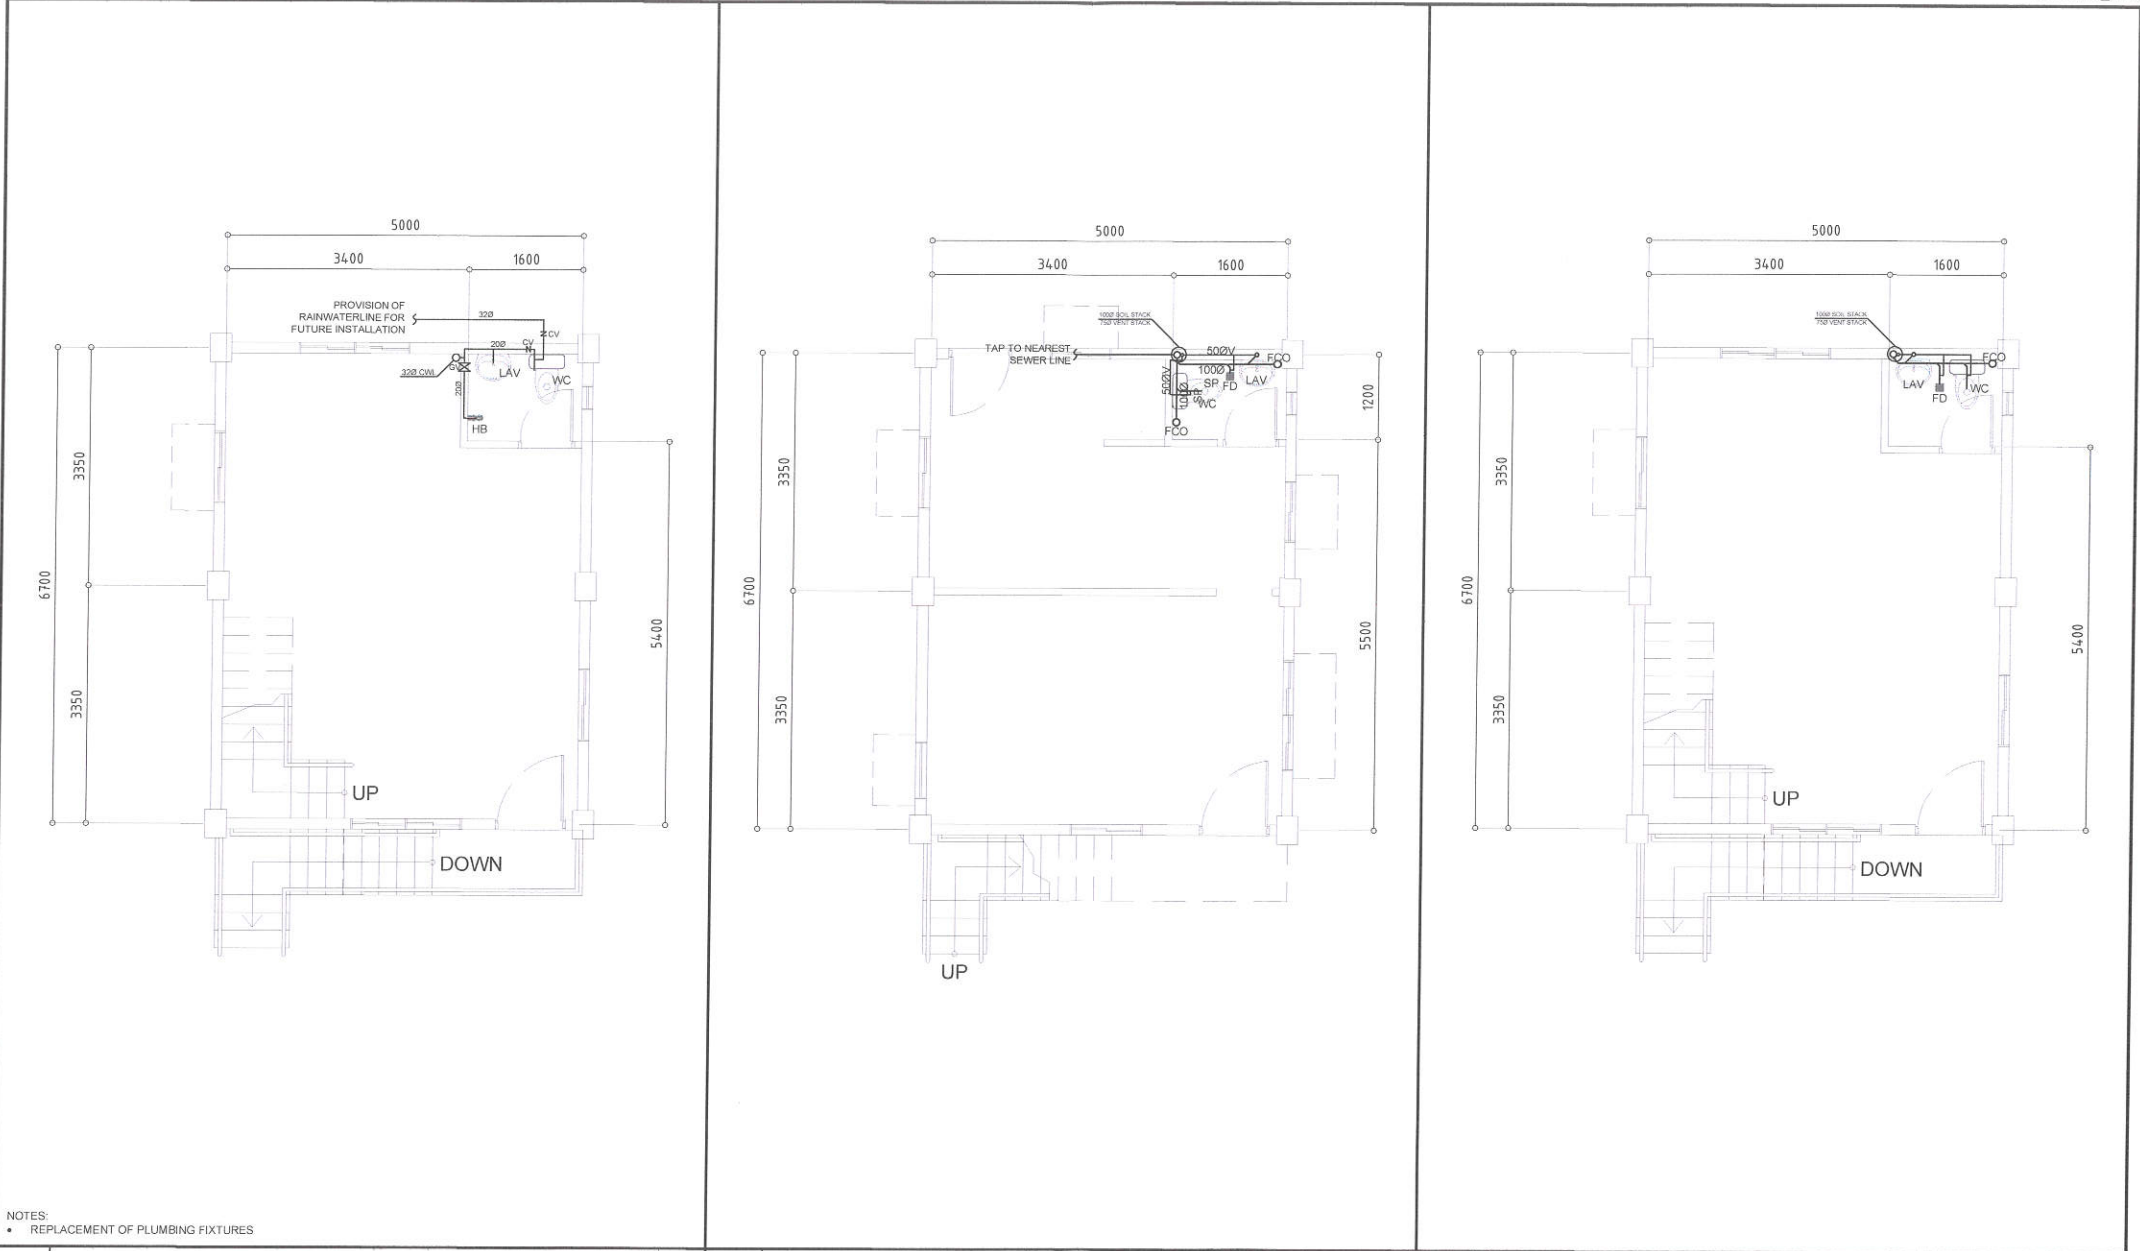 5000
3400
1600
PROVISION OF
RAINWATERLINE FOR
FUTURE INSTALLATION
32Ø
CV
20Ø
CV
32Ø CWL
GV
LAV
WC
20Ø
HB
3350
6700
3350
5400
UP
DOWN
5000
3400
1600
100Ø SOIL STACK
75Ø VENT STACK
TAP TO NEAREST
SEWER LINE
50ØV
FCO
100Ø
SP
FD
LAV
50ØV
100Ø
WC
FCO
1200
3350
6700
3350
5500
UP
5000
3400
1600
100Ø SOIL STACK
75Ø VENT STACK
FCO
LAV
FD
WC
3350
6700
3350
5400
UP
DOWN
NOTES:
• REPLACEMENT OF PLUMBING FIXTURES